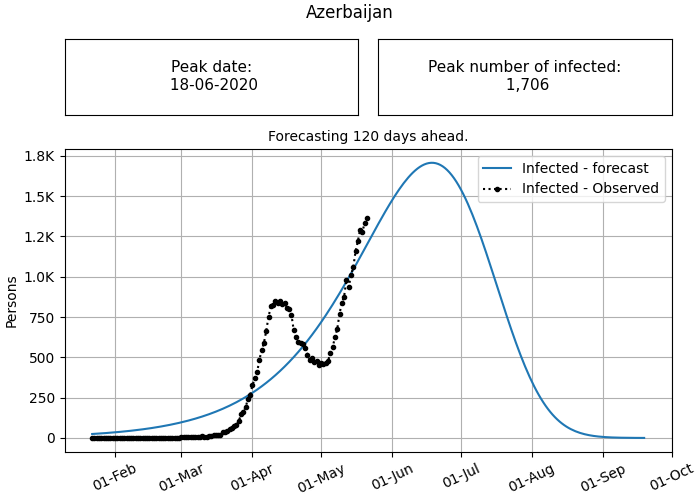 Azerbaijan
Peak date:
18-06-2020
Peak number of infected:
1,706
Forecasting 120 days ahead.
Infected - forecast
Infected - Observed
Persons
1.8K
1.5K
1.2K
1.0K
750
500
250
0
01-Feb
01-Mar
01-Apr
01-May
01-Jun
01-Jul
01-Aug
01-Sep
01-Oct